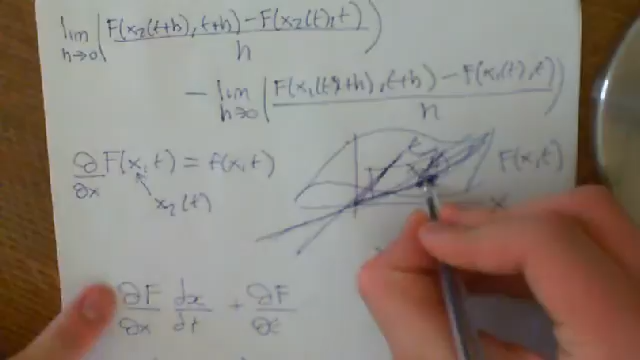 lim h→0 ( F(x₂(t+h), t+h) − F(x₂(t), t) / h )
− lim h→0 ( F(x₁(t+h), t+h) − F(x₁(t), t) / h )
∂/∂x F(x, t) = f(x, t)
F(x, t)
x₂(t)
x
∂F/∂x dx/dt + ∂F/∂t